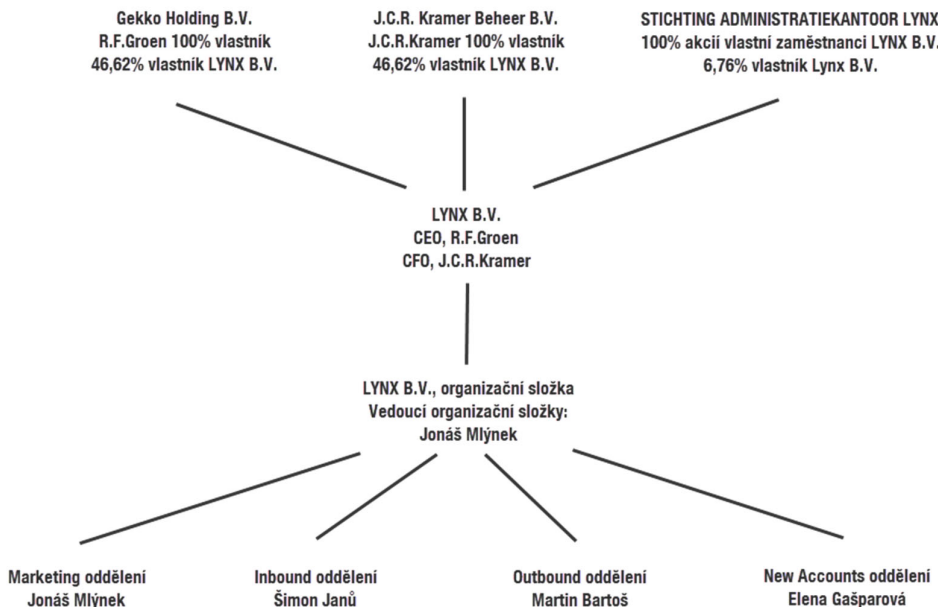 Gekko Holding B.V.
R.F.Groen 100% vlastník
46,62% vlastník LYNX B.V.
J.C.R. Kramer Beheer B.V.
J.C.R.Kramer 100% vlastník
46,62% vlastník LYNX B.V.
STICHTING ADMINISTRATIEKANTOOR LYNX
100% akcií vlastní zaměstnanci LYNX B.V.
6,76% vlastník Lynx B.V.
LYNX B.V.
CEO, R.F.Groen
CFO, J.C.R.Kramer
LYNX B.V., organizační složka
Vedoucí organizační složky:
Jonáš Mlýnek
Marketing oddělení
Jonáš Mlýnek
Inbound oddělení
Šimon Janů
Outbound oddělení
Martin Bartoš
New Accounts oddělení
Elena Gašparová